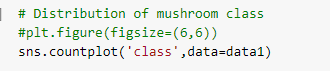 # Distribution of mushroom class
#plt.figure(figsize=(6,6))
sns.countplot('class',data=data1)